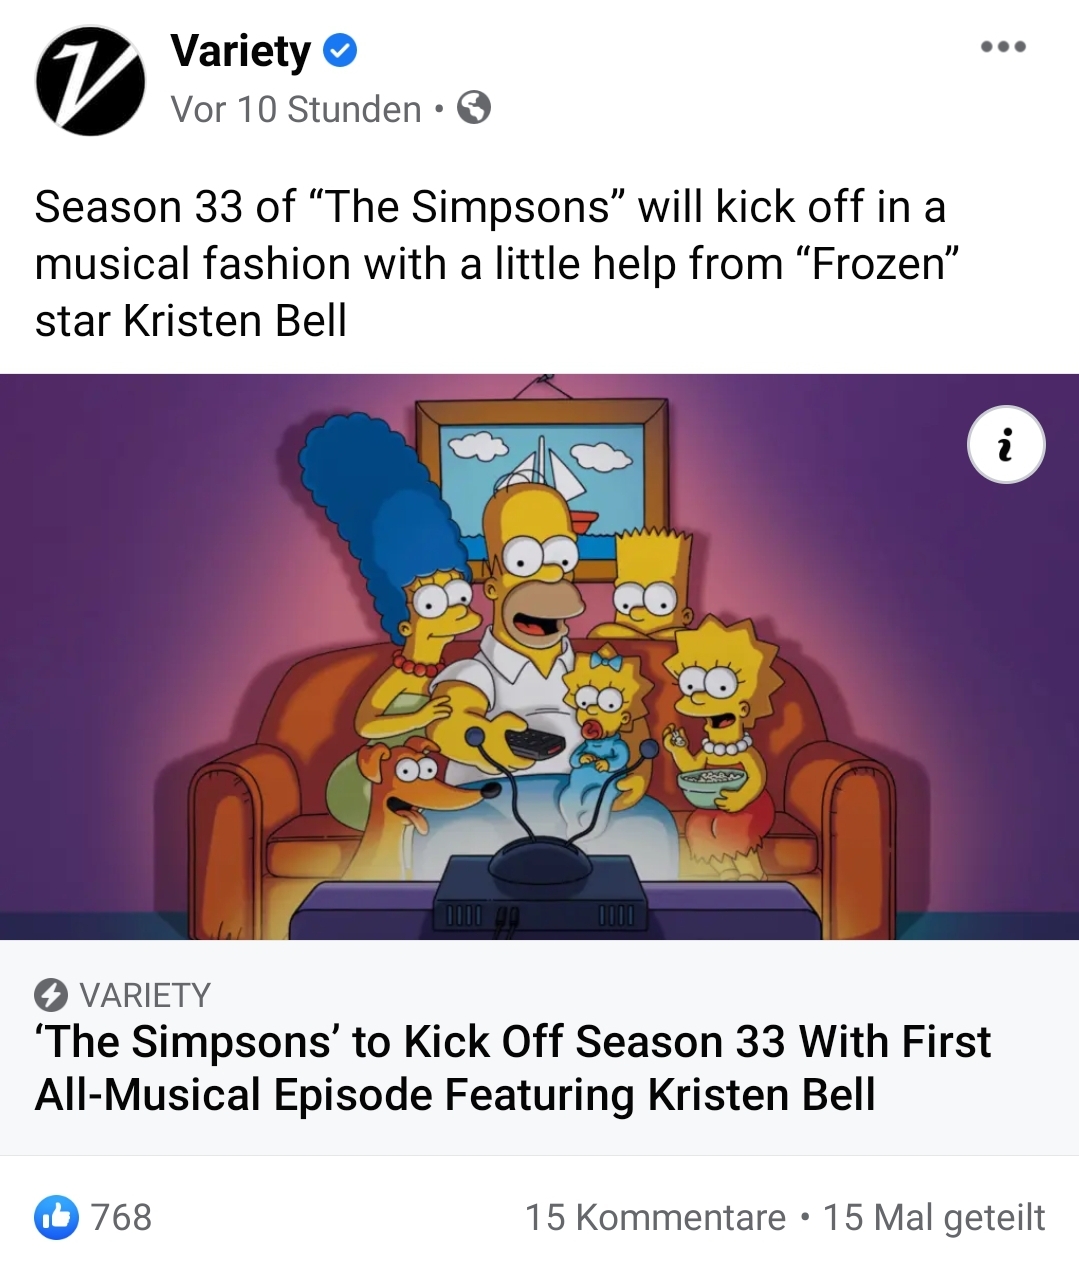 Variety
Vor 10 Stunden •
Season 33 of “The Simpsons” will kick off in a
musical fashion with a little help from “Frozen”
star Kristen Bell
i
VARIETY
‘The Simpsons’ to Kick Off Season 33 With First
All-Musical Episode Featuring Kristen Bell
768
15 Kommentare • 15 Mal geteilt